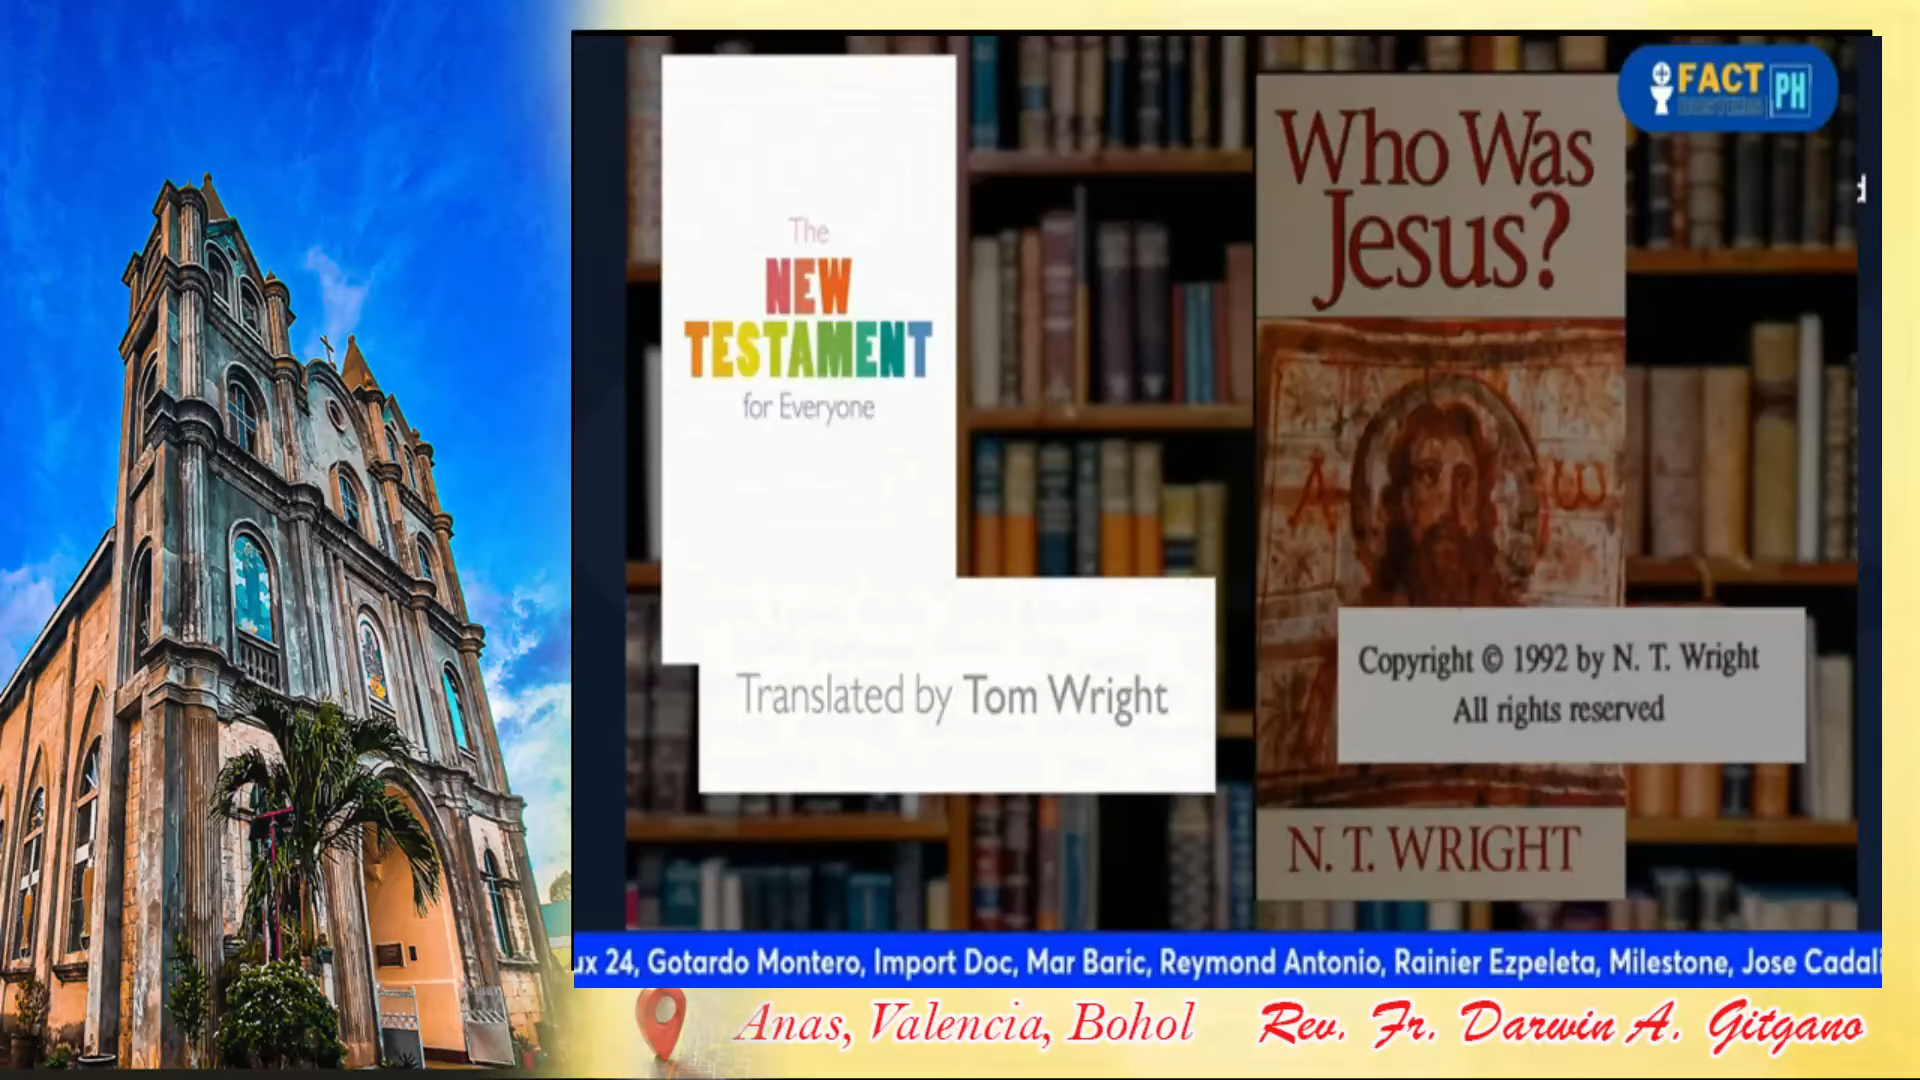 The
NEW
TESTAMENT
for Everyone
Translated by Tom Wright
Who Was
Jesus?
A ω
Copyright © 1992 by N. T. Wright
All rights reserved
N. T. WRIGHT
FACT
BUSTERS PH
d
ux 24, Gotardo Montero, Import Doc, Mar Baric, Reymond Antonio, Rainier Ezpeleta, Milestone, Jose Cadali
Anas, Valencia, Bohol Rev. Fr. Darwin A. Gitgano